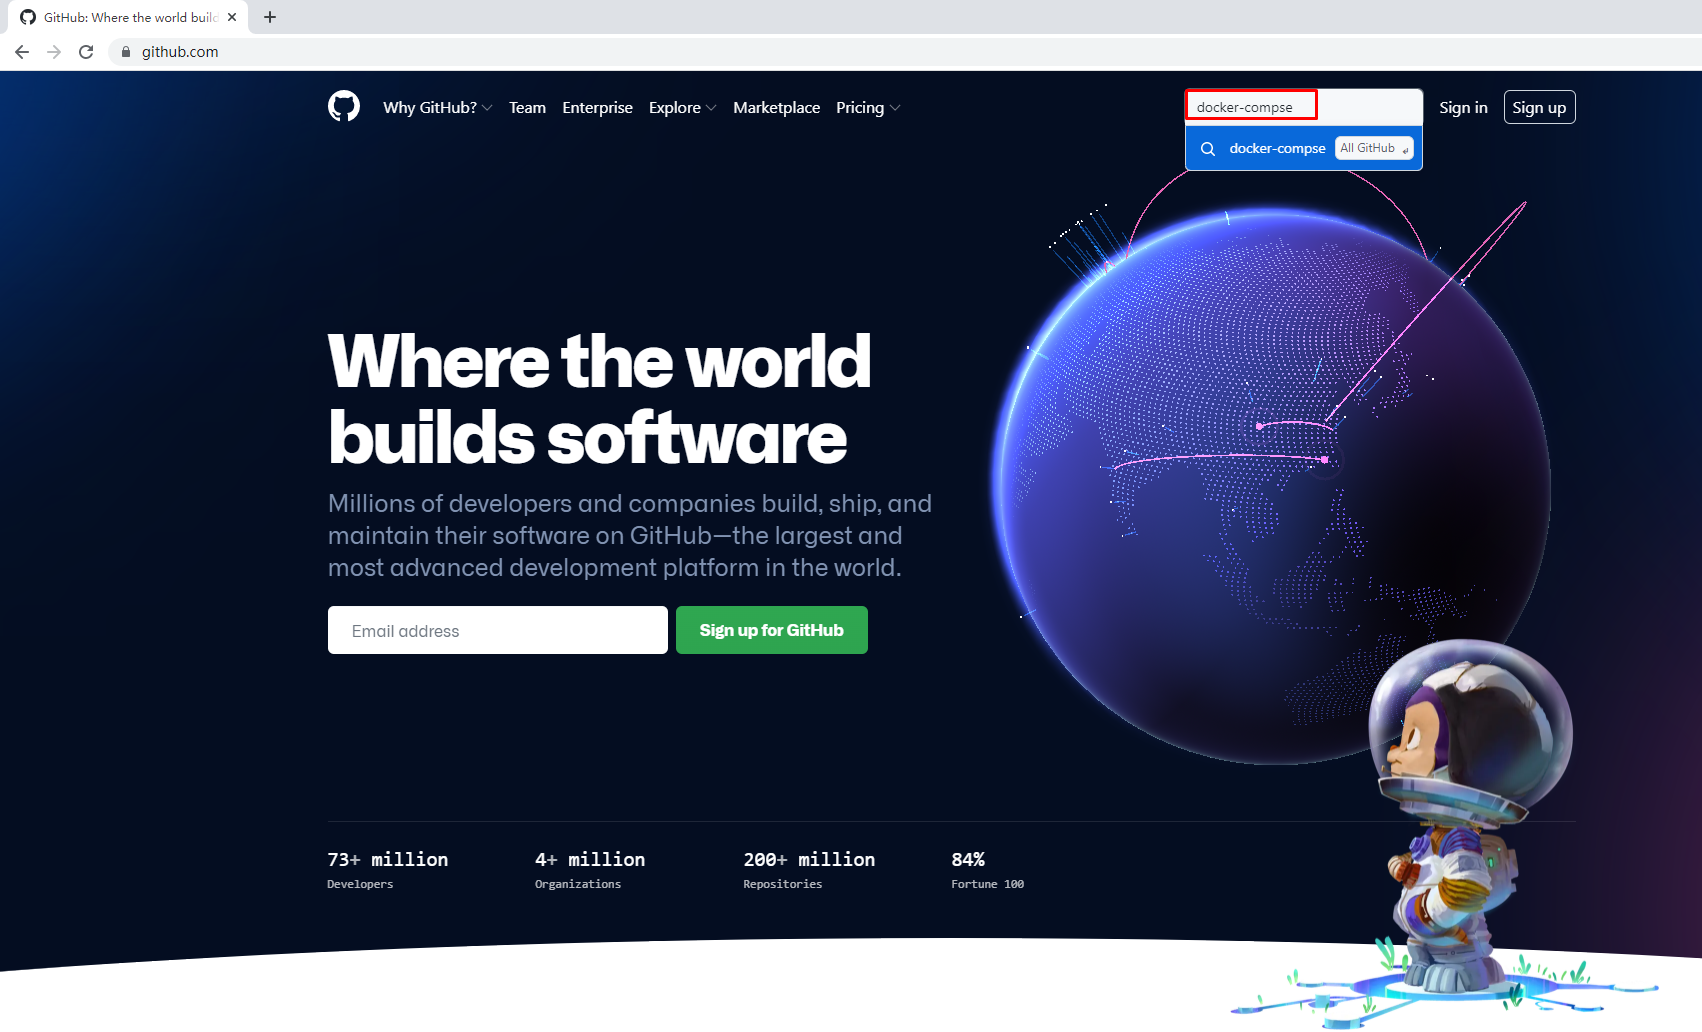 GitHub: Where the world build
github.com
Why GitHub? Team Enterprise Explore Marketplace Pricing
docker-compse
Sign in
Sign up
docker-compse All GitHub
Where the world
builds software
Millions of developers and companies build, ship, and
maintain their software on GitHub—the largest and
most advanced development platform in the world.
Email address
Sign up for GitHub
73+ million
Developers
4+ million
Organizations
200+ million
Repositories
84%
Fortune 100